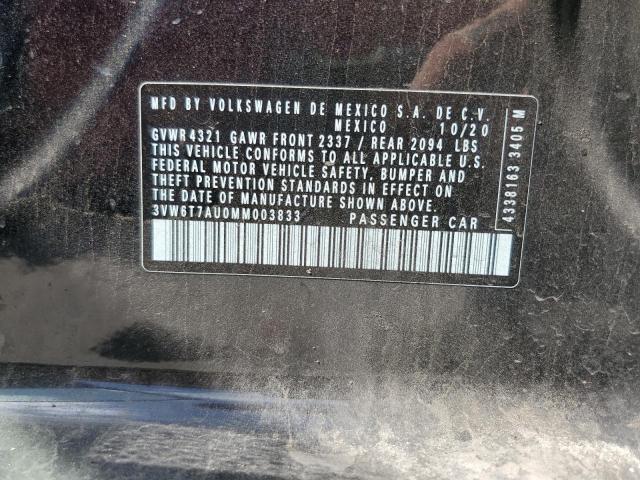 MFD BY VOLKSWAGEN DE MEXICO S.A. DE C.V.
MEXICO 10/20
GVWR 4321 GAWR FRONT 2337 / REAR 2094 LBS
THIS VEHICLE CONFORMS TO ALL APPLICABLE U.S.
FEDERAL MOTOR VEHICLE SAFETY, BUMPER AND
THEFT PREVENTION STANDARDS IN EFFECT ON
THE DATE OF MANUFACTURE SHOWN ABOVE.
3VW6T7AU0MM003833 PASSENGER CAR
4338163 3405 M